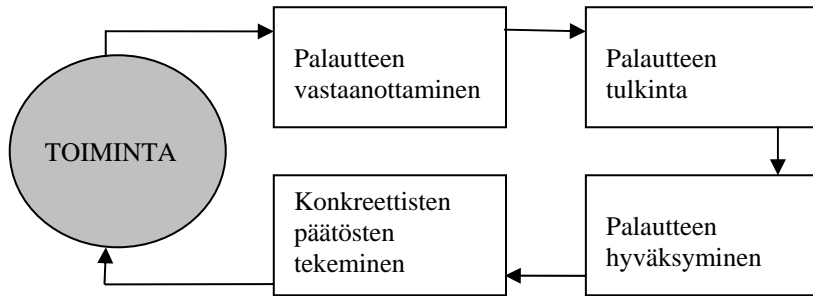 TOIMINTA
Palautteen
vastaanottaminen
Palautteen
tulkinta
Palautteen
hyväksyminen
Konkreettisten
päätösten
tekeminen